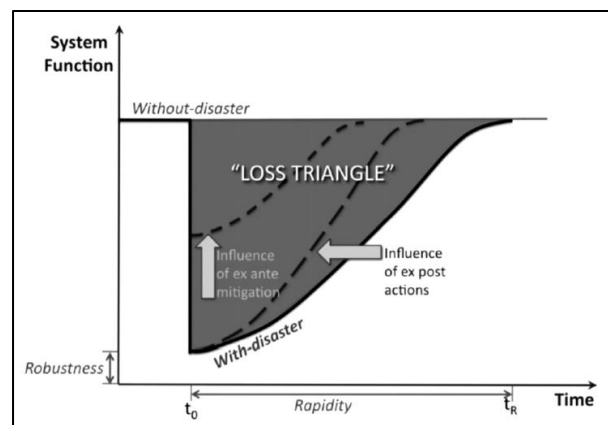 System
Function
Without-disaster
"LOSS TRIANGLE"
Influence
of ex ante
mitigation
Influence
of ex post
actions
With-disaster
Robustness
t0
Rapidity
tR
Time